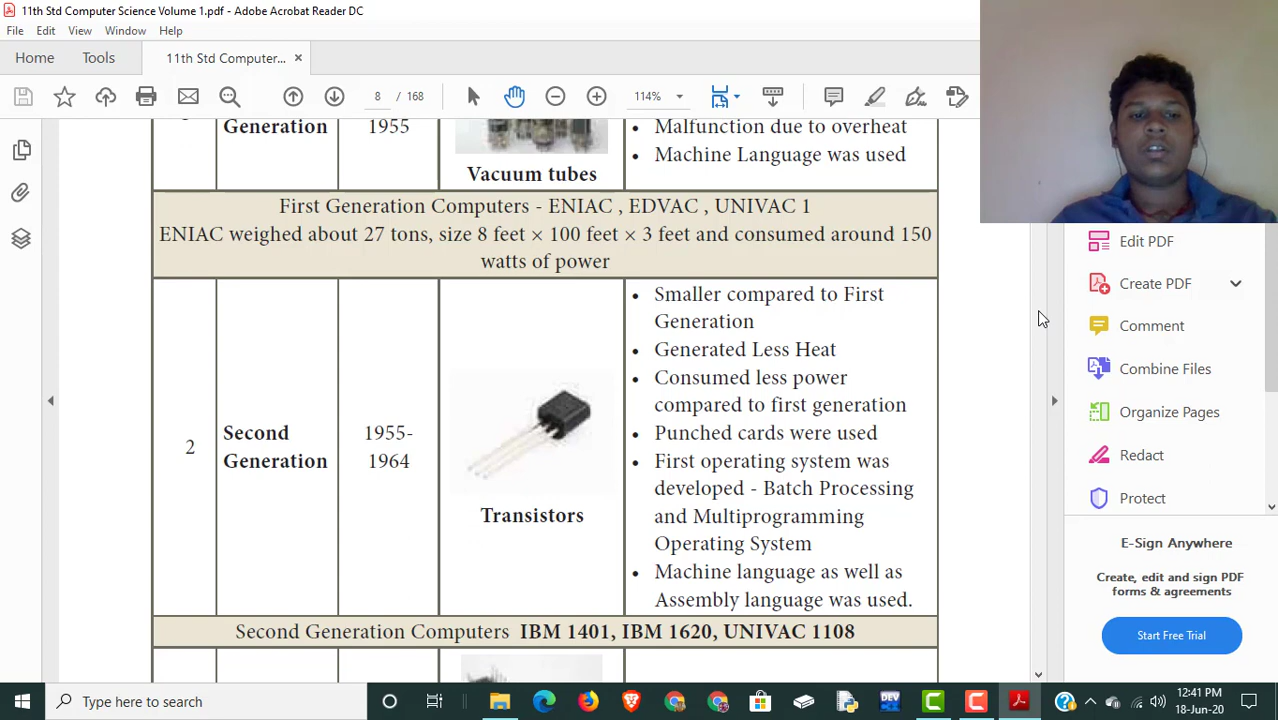 11th Std Computer Science Volume 1.pdf - Adobe Acrobat Reader DC
File Edit View Window Help
Home Tools 11th Std Computer... ×
8 / 168 114%
Generation 1955 Malfunction due to overheat
Machine Language was used
Vacuum tubes
First Generation Computers - ENIAC , EDVAC , UNIVAC 1
ENIAC weighed about 27 tons, size 8 feet × 100 feet × 3 feet and consumed around 150
watts of power
2
Second
Generation
1955-
1964
Transistors
• Smaller compared to First
Generation
• Generated Less Heat
• Consumed less power
compared to first generation
• Punched cards were used
• First operating system was
developed - Batch Processing
and Multiprogramming
Operating System
• Machine language as well as
Assembly language was used.
Second Generation Computers IBM 1401, IBM 1620, UNIVAC 1108
Edit PDF
Create PDF
Comment
Combine Files
Organize Pages
Redact
Protect
E-Sign Anywhere
Create, edit and sign PDF
forms & agreements
Start Free Trial
Type here to search
DEV
12:41 PM
18-Jun-20